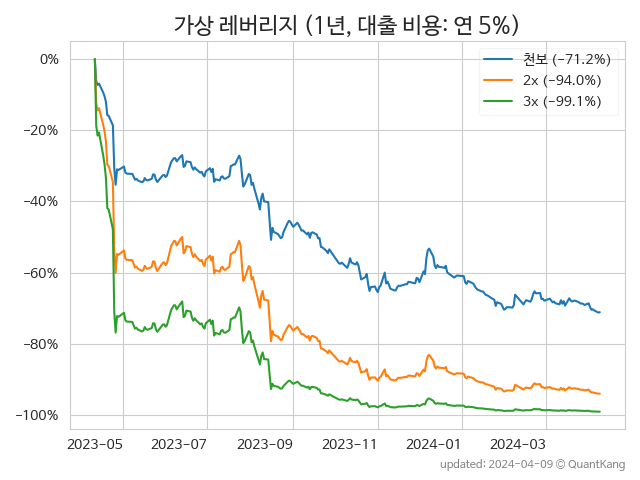 가상 레버리지 (1년, 대출 비용: 연 5%)
천보 (−71.2%)
2x (−94.0%)
3x (−99.1%)
0%
−20%
−40%
−60%
−80%
−100%
2023-05 2023-07 2023-09 2023-11 2024-01 2024-03
updated: 2024-04-09 © QuantKang